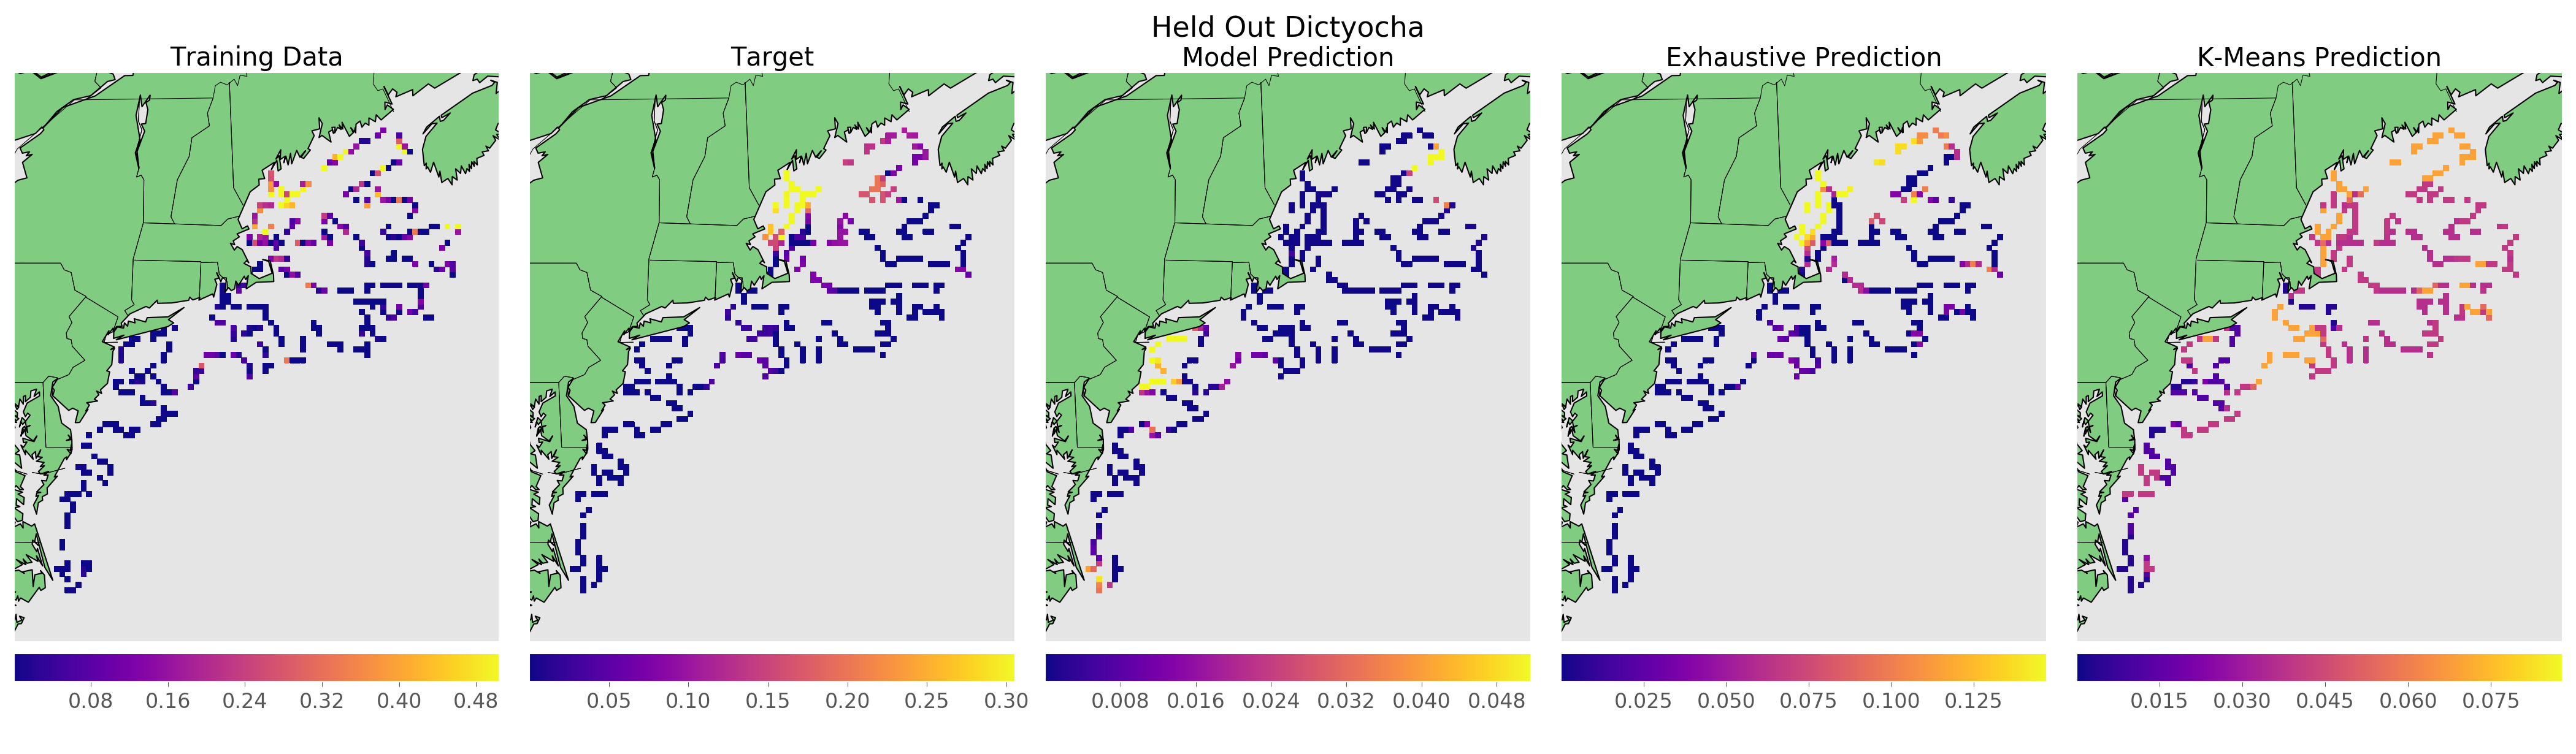 Held Out Dictyocha
Training Data
Target
Model Prediction
Exhaustive Prediction
K-Means Prediction
0.08 0.16 0.24 0.32 0.40 0.48
0.05 0.10 0.15 0.20 0.25 0.30
0.008 0.016 0.024 0.032 0.040 0.048
0.025 0.050 0.075 0.100 0.125
0.015 0.030 0.045 0.060 0.075